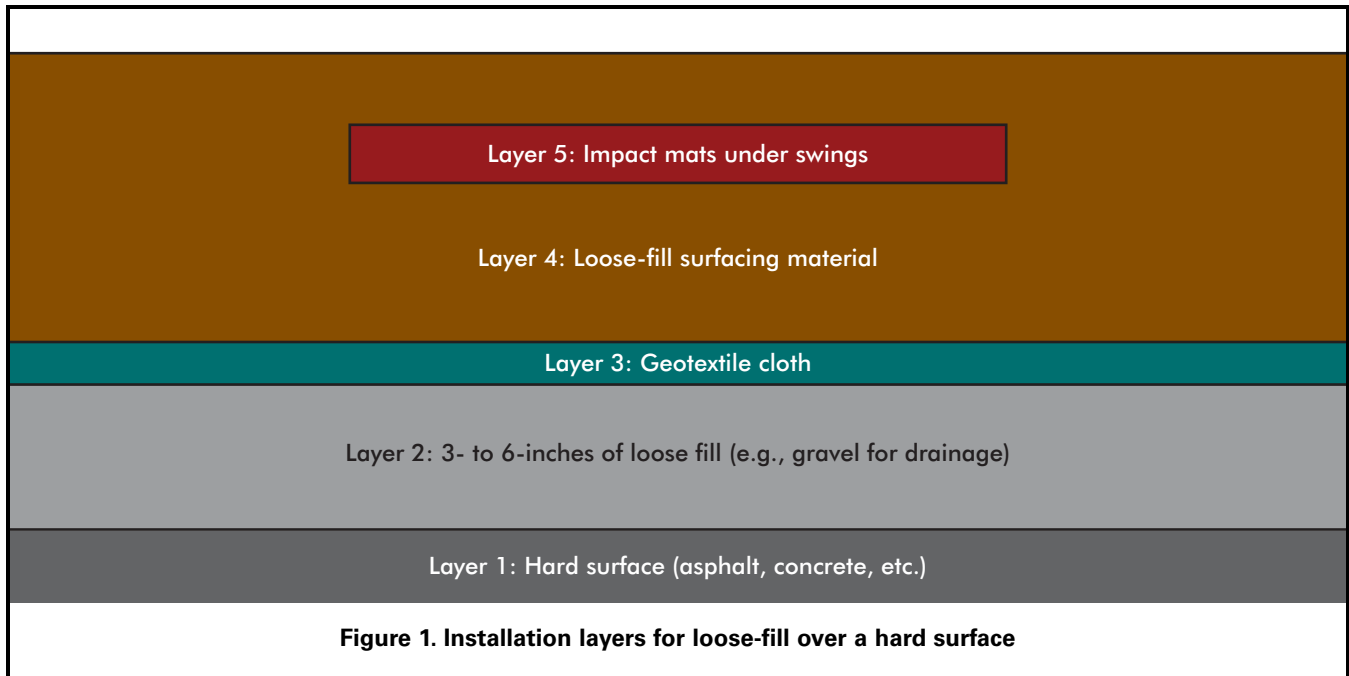 Layer 5: Impact mats under swings
Layer 4: Loose-fill surfacing material
Layer 3: Geotextile cloth
Layer 2: 3- to 6-inches of loose fill (e.g., gravel for drainage)
Layer 1: Hard surface (asphalt, concrete, etc.)
Figure 1. Installation layers for loose-fill over a hard surface